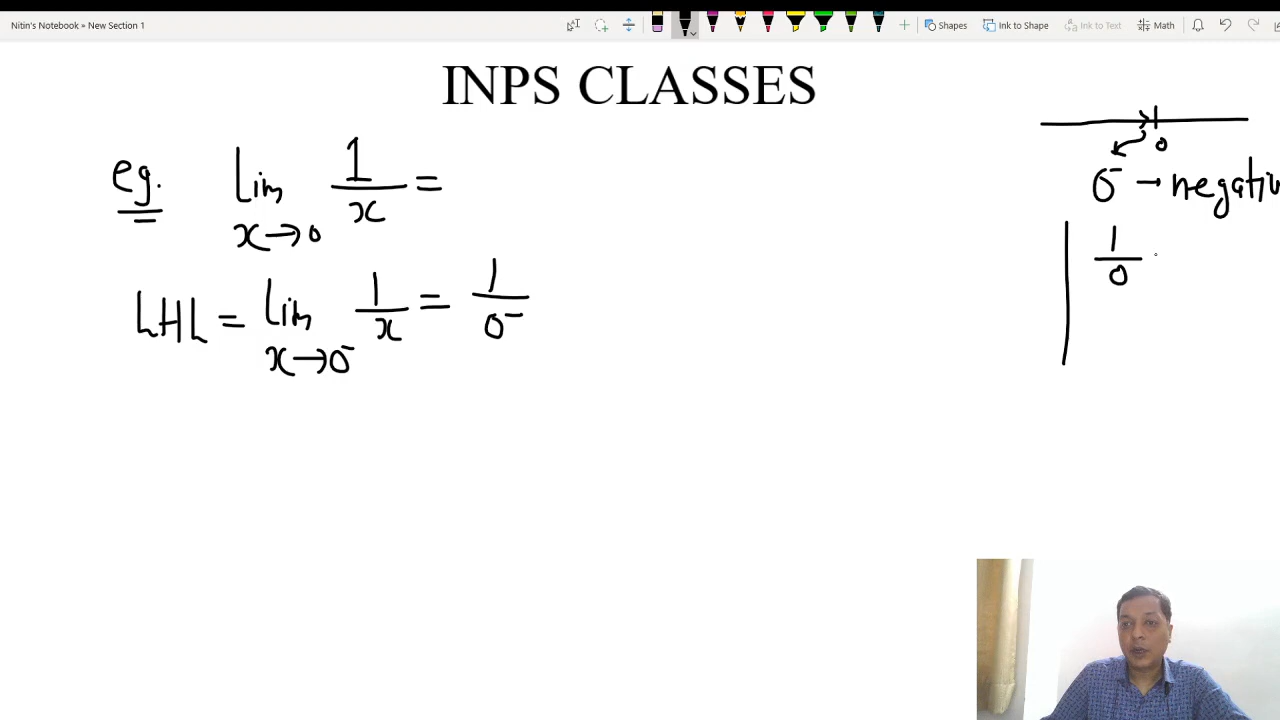 Nitin's Notebook » New Section 1
Shapes
Ink to Shape
Ink to Text
Math
INPS CLASSES
eg. Lim 1/x =
x→0
LHL = Lim 1/x = 1/0⁻
x→0⁻
0
0⁻ → negativ
1/0